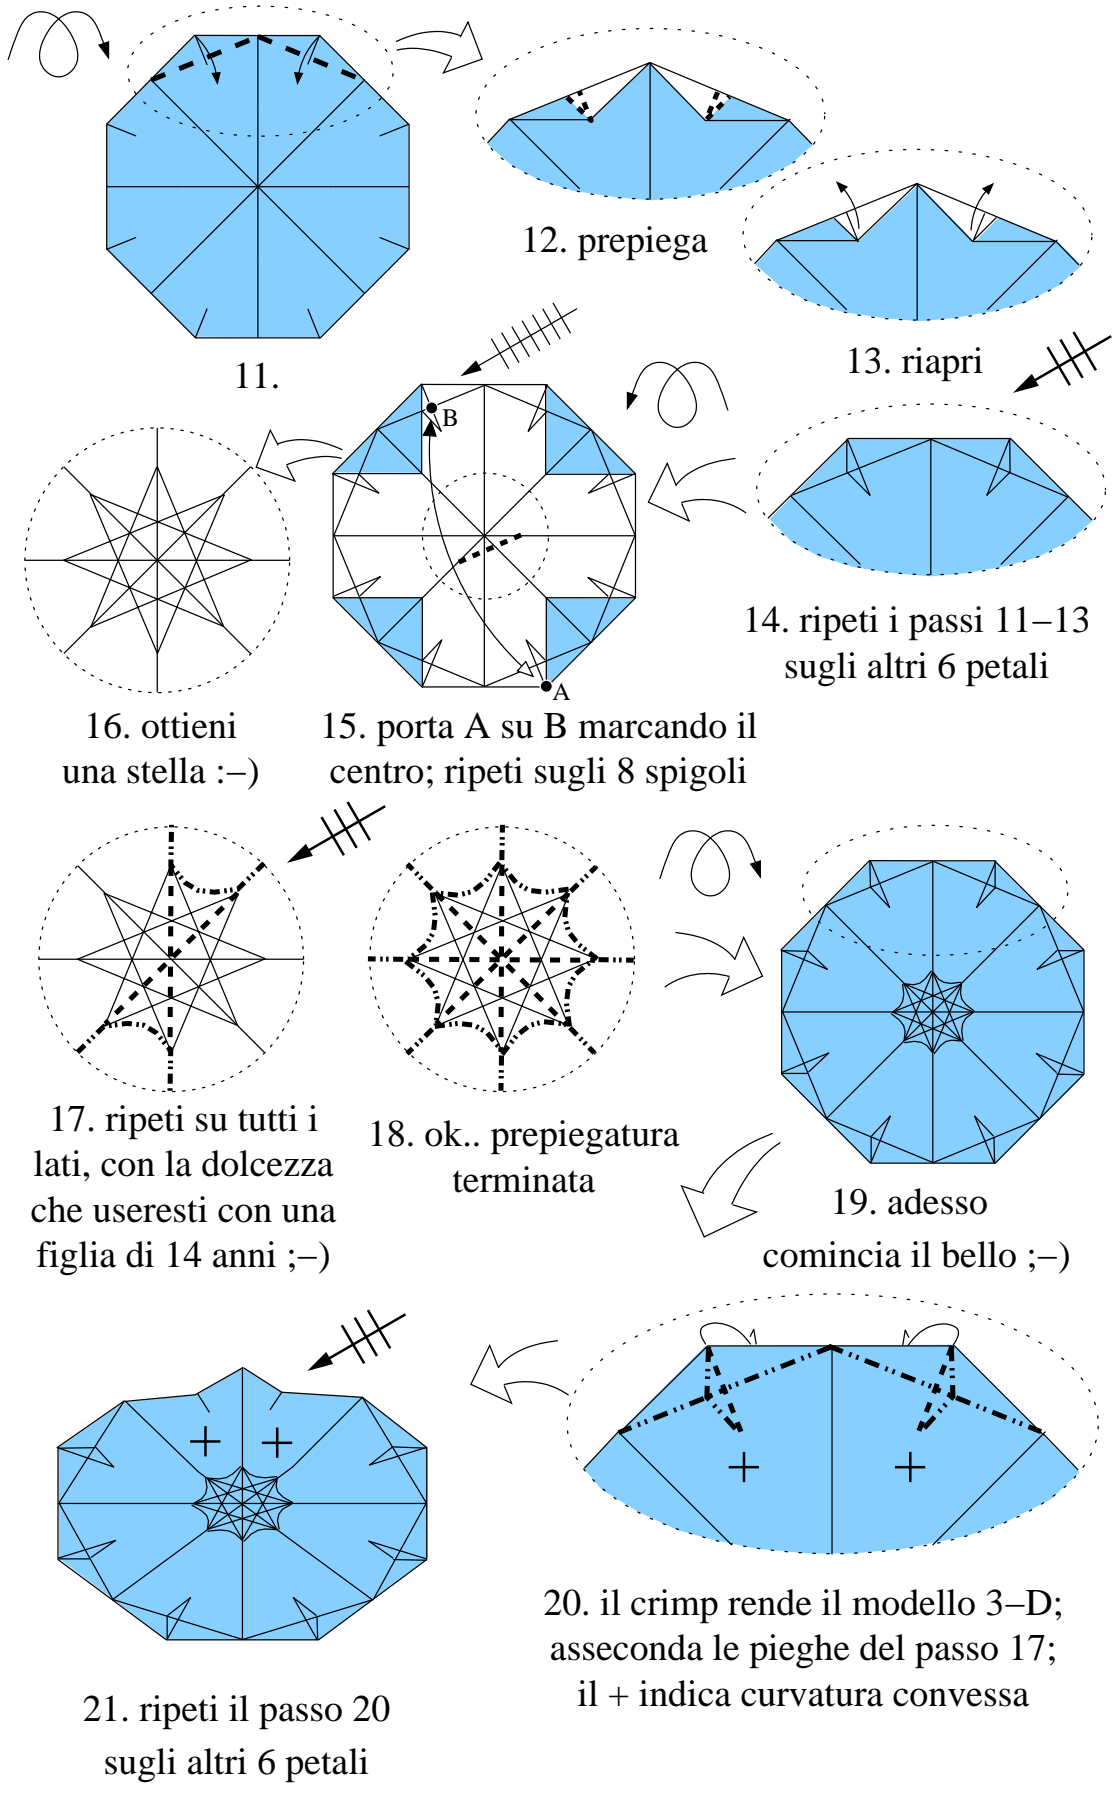 11.
12. prepiega
13. riapri
14. ripeti i passi 11−13
sugli altri 6 petali
B
A
15. porta A su B marcando il
centro; ripeti sugli 8 spigoli
16. ottieni
una stella :−)
17. ripeti su tutti i
lati, con la dolcezza
che useresti con una
figlia di 14 anni ;−)
18. ok.. prepiegatura
terminata
19. adesso
comincia il bello ;−)
20. il crimp rende il modello 3−D;
asseconda le pieghe del passo 17;
il + indica curvatura convessa
21. ripeti il passo 20
sugli altri 6 petali